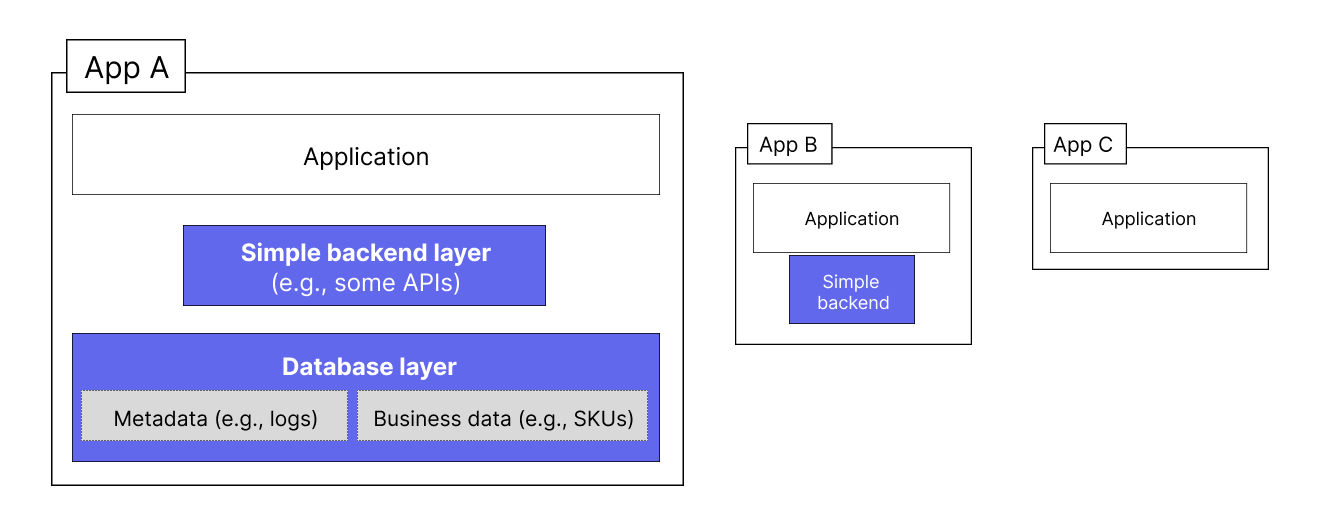 App A
Application
Simple backend layer
(e.g., some APIs)
Database layer
Metadata (e.g., logs)
Business data (e.g., SKUs)
App B
Application
Simple
backend
App C
Application